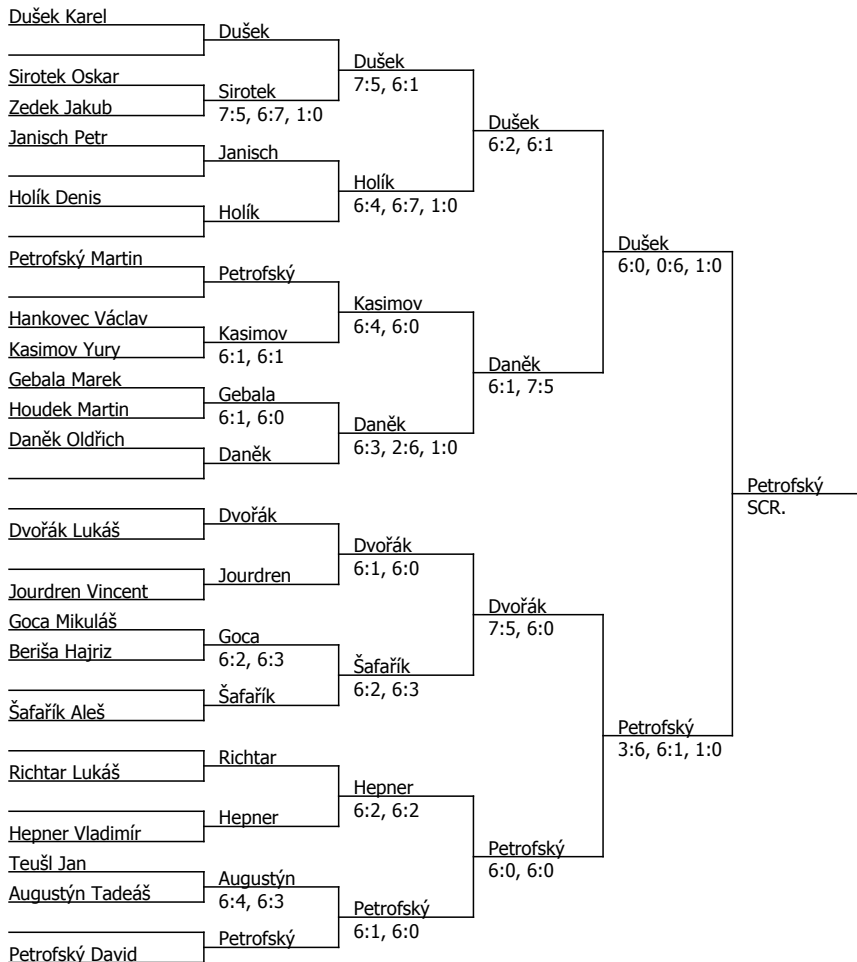 Dušek Karel
Dušek
Dušek
7:5, 6:1
Sirotek Oskar
Sirotek
7:5, 6:7, 1:0
Zedek Jakub
Dušek
6:2, 6:1
Janisch Petr
Janisch
Holík
6:4, 6:7, 1:0
Holík Denis
Holík
Dušek
6:0, 0:6, 1:0
Petrofský Martin
Petrofský
Kasimov
6:4, 6:0
Hankovec Václav
Kasimov
6:1, 6:1
Kasimov Yury
Daněk
6:1, 7:5
Gebala Marek
Gebala
6:1, 6:0
Houdek Martin
Daněk
6:3, 2:6, 1:0
Daněk Oldřich
Daněk
Petrofský
SCR.
Dvořák
Dvořák Lukáš
Dvořák
6:1, 6:0
Jourdren
Jourdren Vincent
Dvořák
7:5, 6:0
Goca Mikuláš
Goca
6:2, 6:3
Beriša Hajriz
Šafařík
6:2, 6:3
Šafařík
Šafařík Aleš
Petrofský
3:6, 6:1, 1:0
Richtar
Richtar Lukáš
Hepner
6:2, 6:2
Hepner
Hepner Vladimír
Petrofský
6:0, 6:0
Teušl Jan
Augustýn
6:4, 6:3
Augustýn Tadeáš
Petrofský
6:1, 6:0
Petrofský
Petrofský David